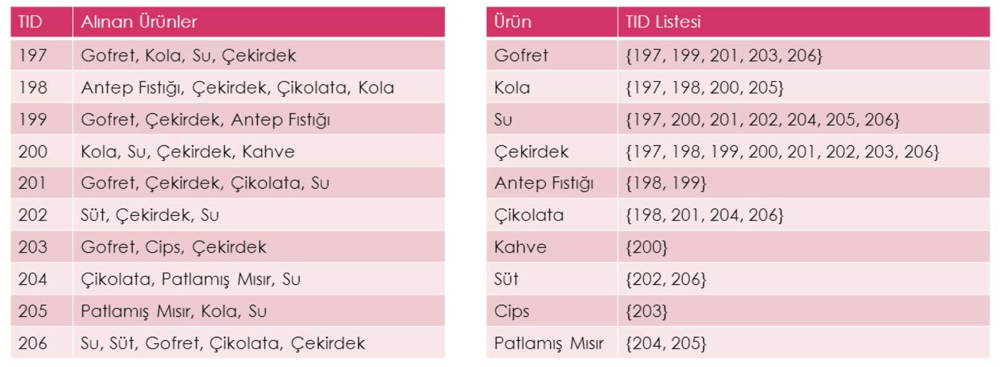 TID Alınan Ürünler
197 Gofret, Kola, Su, Çekirdek
198 Antep Fıstığı, Çekirdek, Çikolata, Kola
199 Gofret, Çekirdek, Antep Fıstığı
200 Kola, Su, Çekirdek, Kahve
201 Gofret, Çekirdek, Çikolata, Su
202 Süt, Çekirdek, Su
203 Gofret, Cips, Çekirdek
204 Çikolata, Patlamış Mısır, Su
205 Patlamış Mısır, Kola, Su
206 Su, Süt, Gofret, Çikolata, Çekirdek
Ürün TID Listesi
Gofret {197, 199, 201, 203, 206}
Kola {197, 198, 200, 205}
Su {197, 200, 201, 202, 204, 205, 206}
Çekirdek {197, 198, 199, 200, 201, 202, 203, 206}
Antep Fıstığı {198, 199}
Çikolata {198, 201, 204, 206}
Kahve {200}
Süt {202, 206}
Cips {203}
Patlamış Mısır {204, 205}